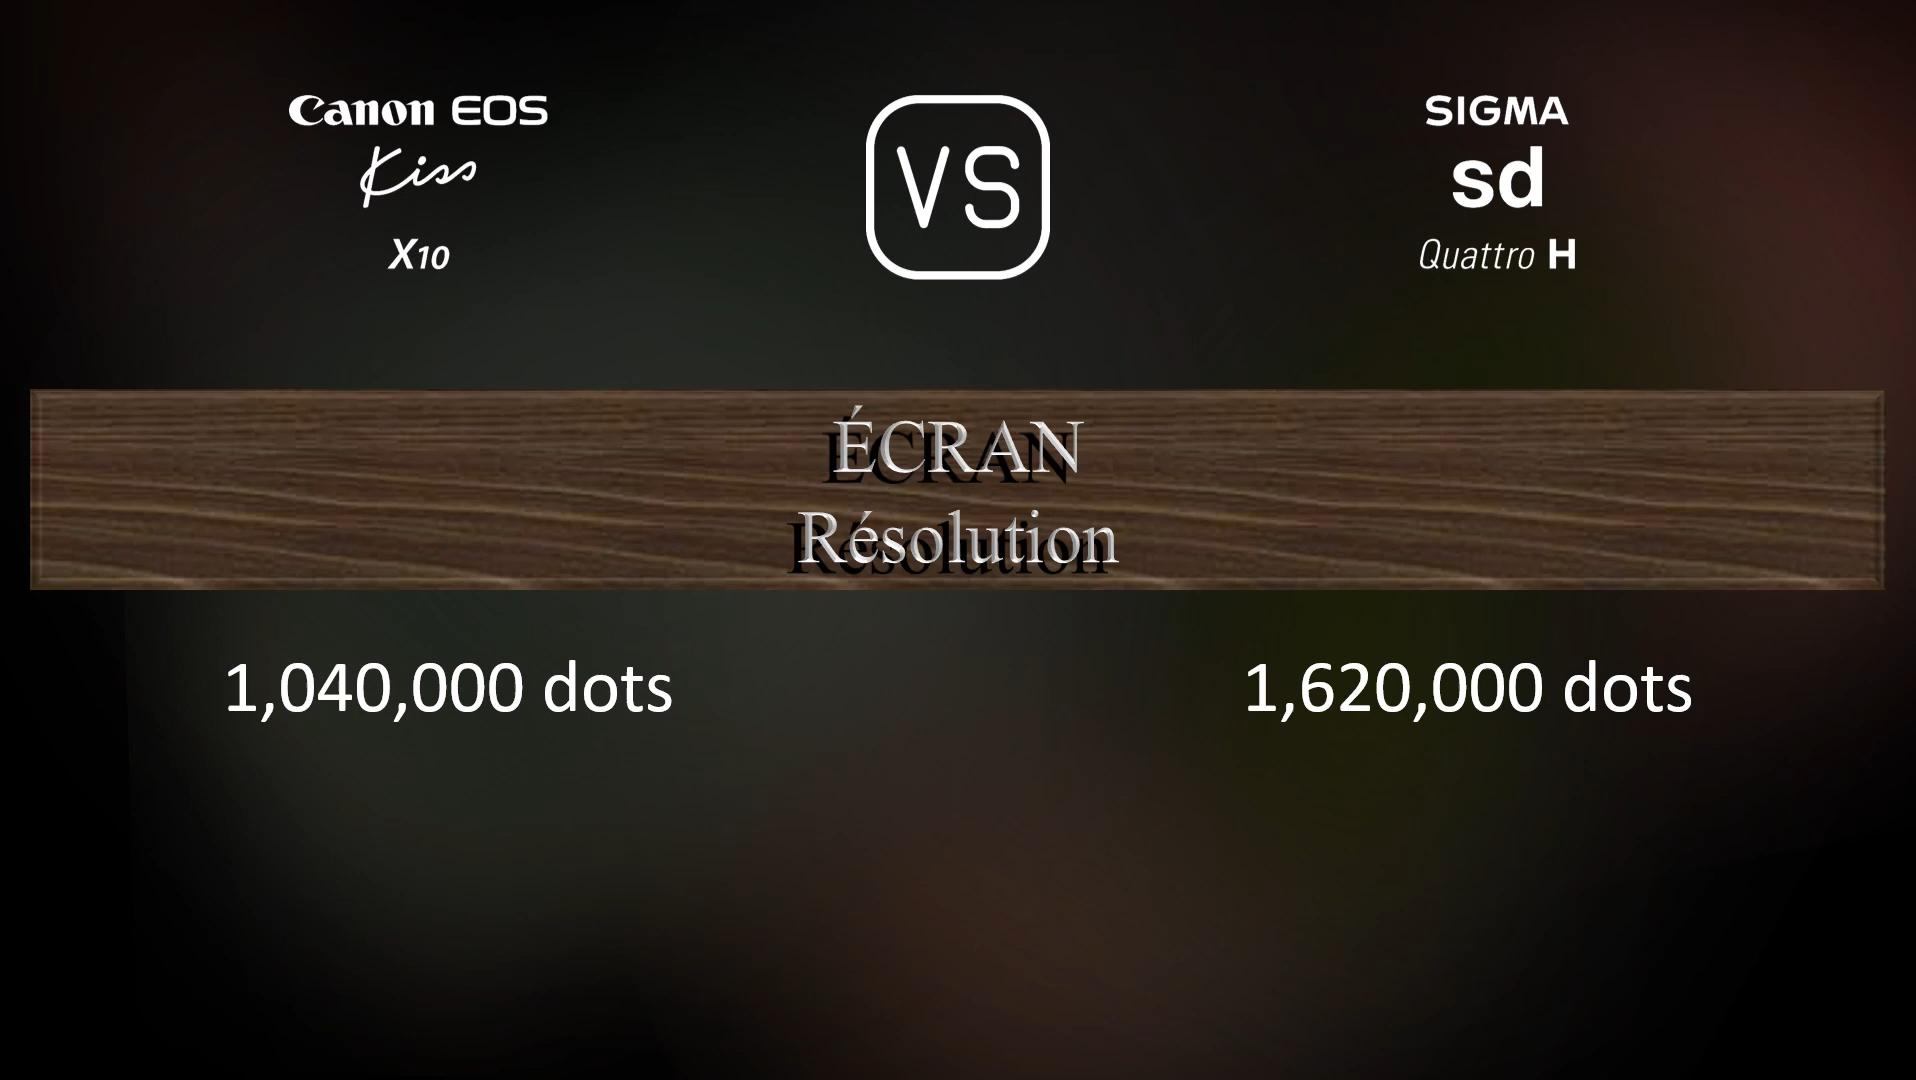 Canon EOS
Kiss
X10
VS
SIGMA
sd
Quattro H
ÉCRAN
Résolution
1,040,000 dots
1,620,000 dots